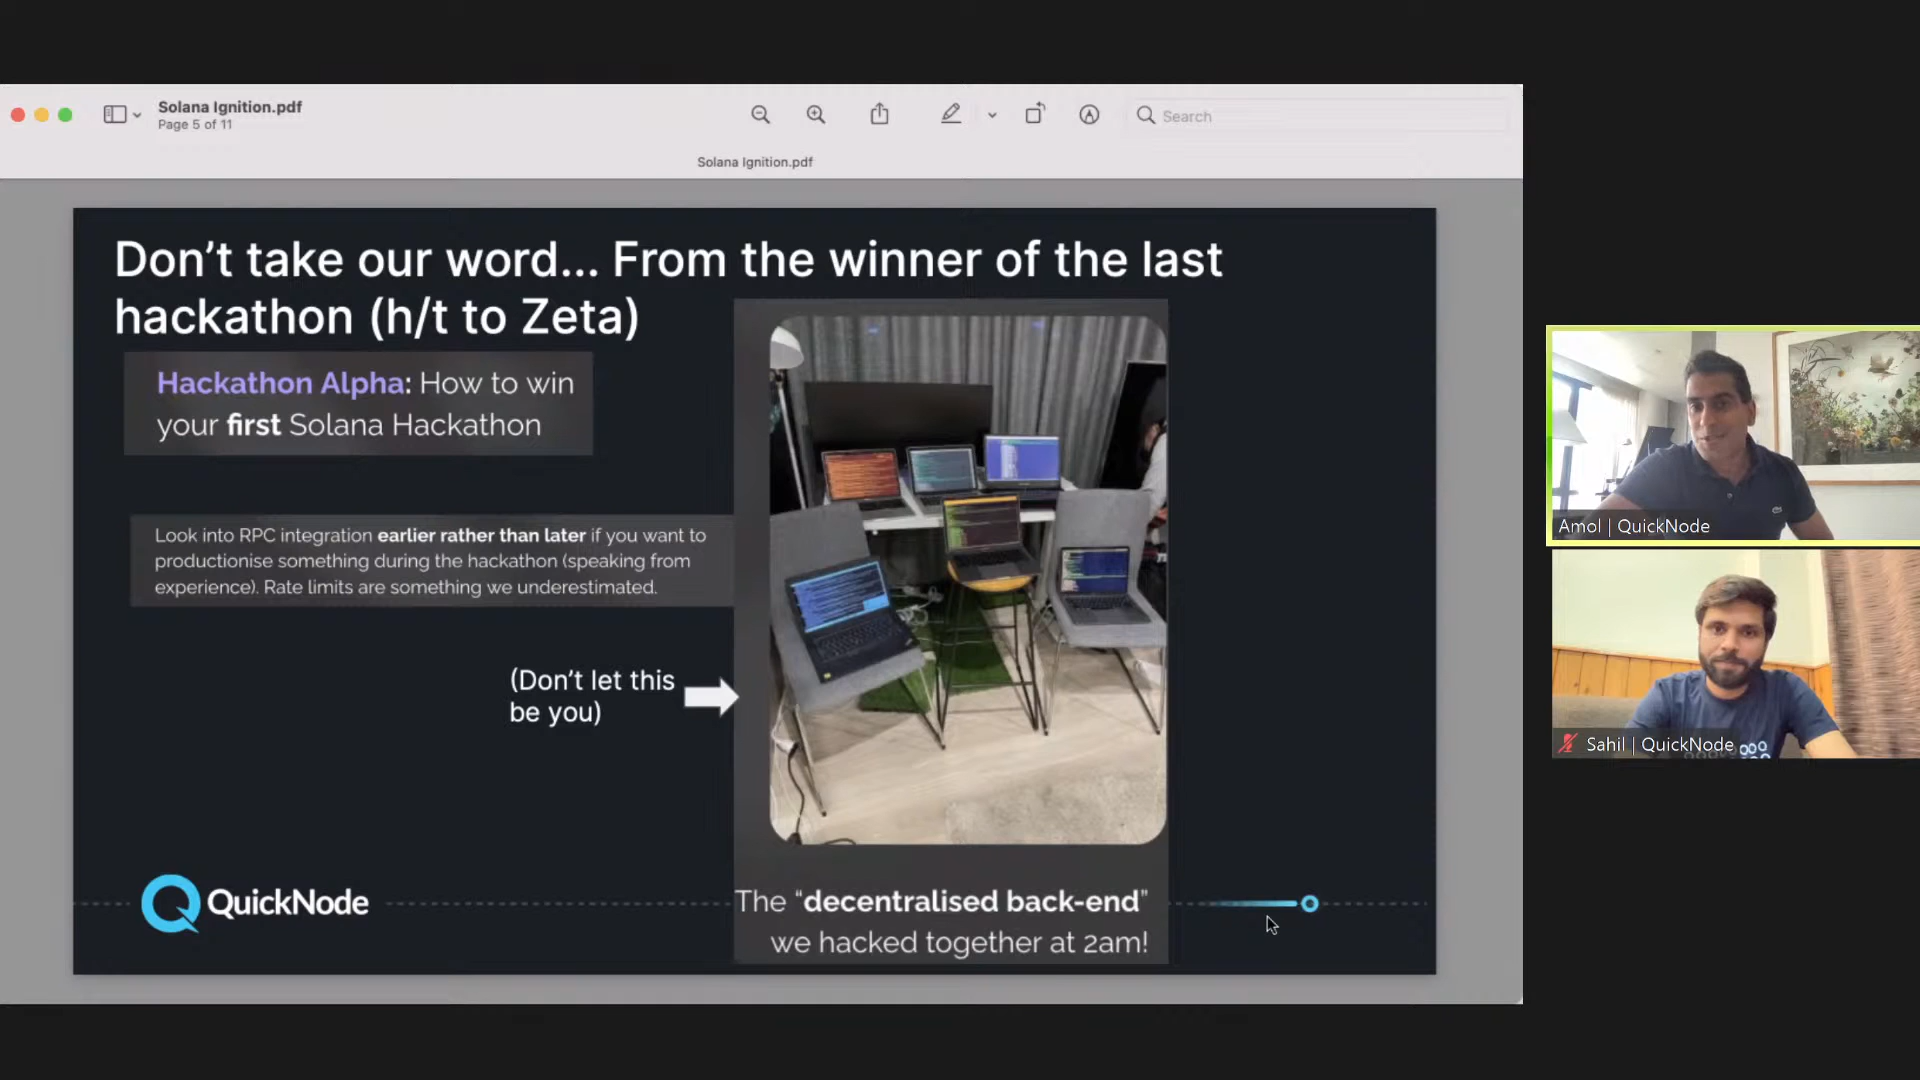 Solana Ignition.pdf
Page 5 of 11
Search
Solana Ignition.pdf
Don't take our word... From the winner of the last
hackathon (h/t to Zeta)
Hackathon Alpha: How to win
your first Solana Hackathon
Look into RPC integration earlier rather than later if you want to
productionise something during the hackathon (speaking from
experience). Rate limits are something we underestimated.
(Don't let this
be you)
QuickNode
The “decentralised back-end”
we hacked together at 2am!
Amol | QuickNode
Sahil | QuickNode